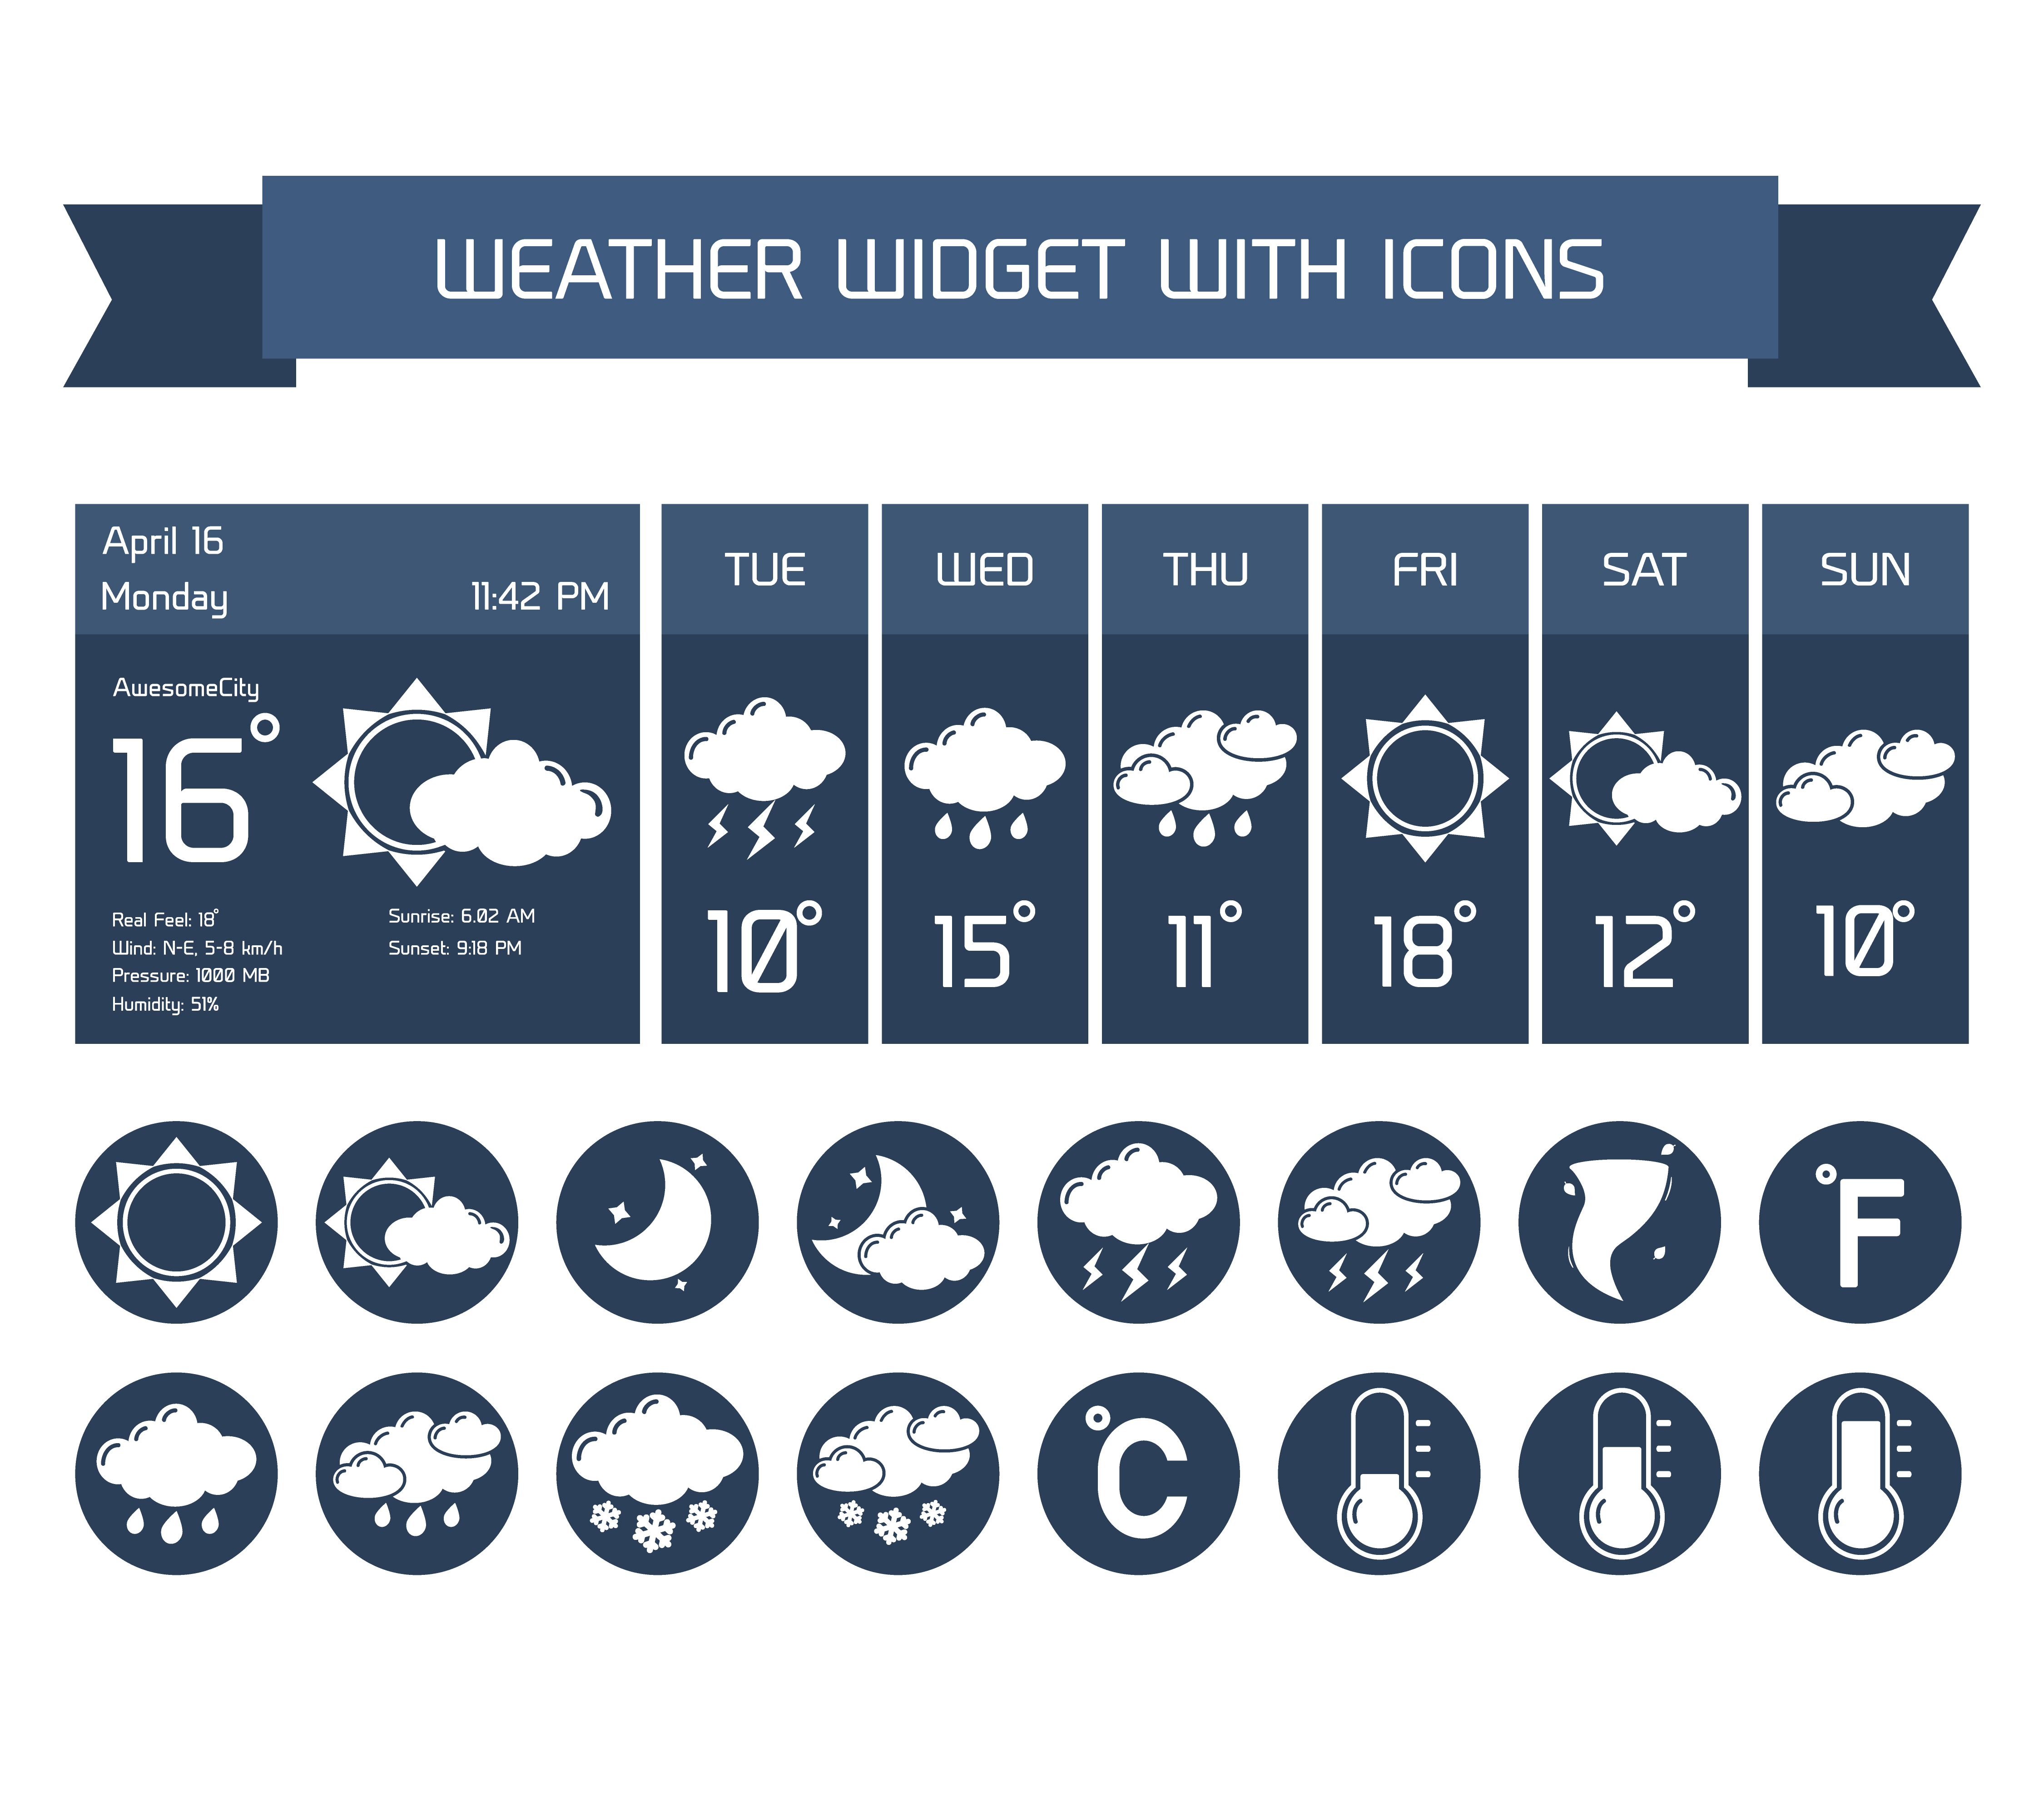 WEATHER WIDGET WITH ICONS
April 16
Monday
11:42 PM
AwesomeCity
16°
Real Feel: 18°
Wind: N-E, 5-8 km/h
Pressure: 1000 MB
Humidity: 51%
Sunrise: 6.02 AM
Sunset: 9:18 PM
TUE
10°
WED
15°
THU
11°
FRI
18°
SAT
12°
SUN
10°
°F
°C